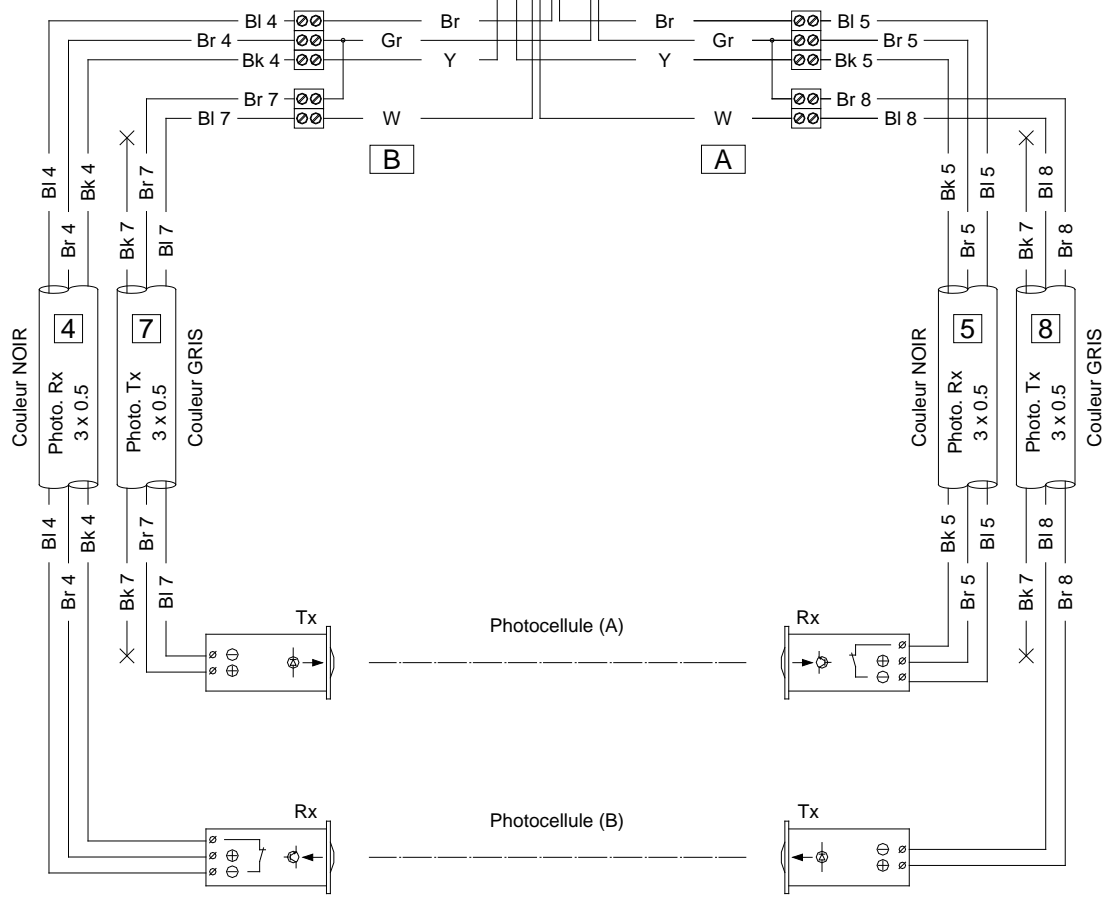 Bl 4 Br Br Bl 5
Br 4 Gr Gr Br 5
Bk 4 Y Y Bk 5
Br 7 Br 8
Bl 7 W W Bl 8
B A
Bl 4 Br 4 Bk 4 Bk 7 Br 7 Bl 7
Bk 5 Br 5 Bl 5 Bk 7 Bl 8 Br 8
Couleur NOIR
4
Photo. Rx
3 x 0.5
7
Photo. Tx
3 x 0.5
Couleur GRIS
Couleur NOIR
5
Photo. Rx
3 x 0.5
8
Photo. Tx
3 x 0.5
Couleur GRIS
Bl 4 Br 4 Bk 4 Bk 7 Br 7 Bl 7
Bk 5 Br 5 Bl 5 Bk 7 Bl 8 Br 8
Tx Photocellule (A) Rx
Rx Photocellule (B) Tx